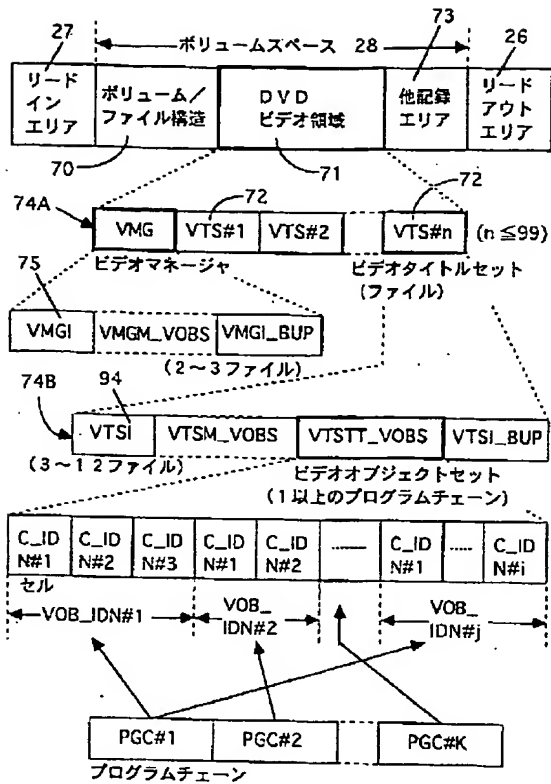 27
ボリュームスペース 28
73
26
リード
イン
エリア
ボリューム／
ファイル構造
DVD
ビデオ領域
他記録
エリア
リード
アウト
エリア
70
71
72
72
74A
VMG
VTS#1
VTS#2
VTS#n
(n≦99)
ビデオマネージャ
ビデオタイトルセット
(ファイル)
75
VMGI
VMGM_VOBS
VMGI_BUP
(2～3ファイル)
74B
94
VTSI
VTSM_VOBS
VTSTT_VOBS
VTSI_BUP
(3～12ファイル)
ビデオオブジェクトセット
(1以上のプログラムチェーン)
C_ID
N#1
C_ID
N#2
C_ID
N#3
C_ID
N#1
C_ID
N#2
C_ID
N#1
C_ID
N#i
セル
VOB_IDN#1
VOB_
IDN#2
VOB_
IDN#j
PGC#1
PGC#2
PGC#K
プログラムチェーン